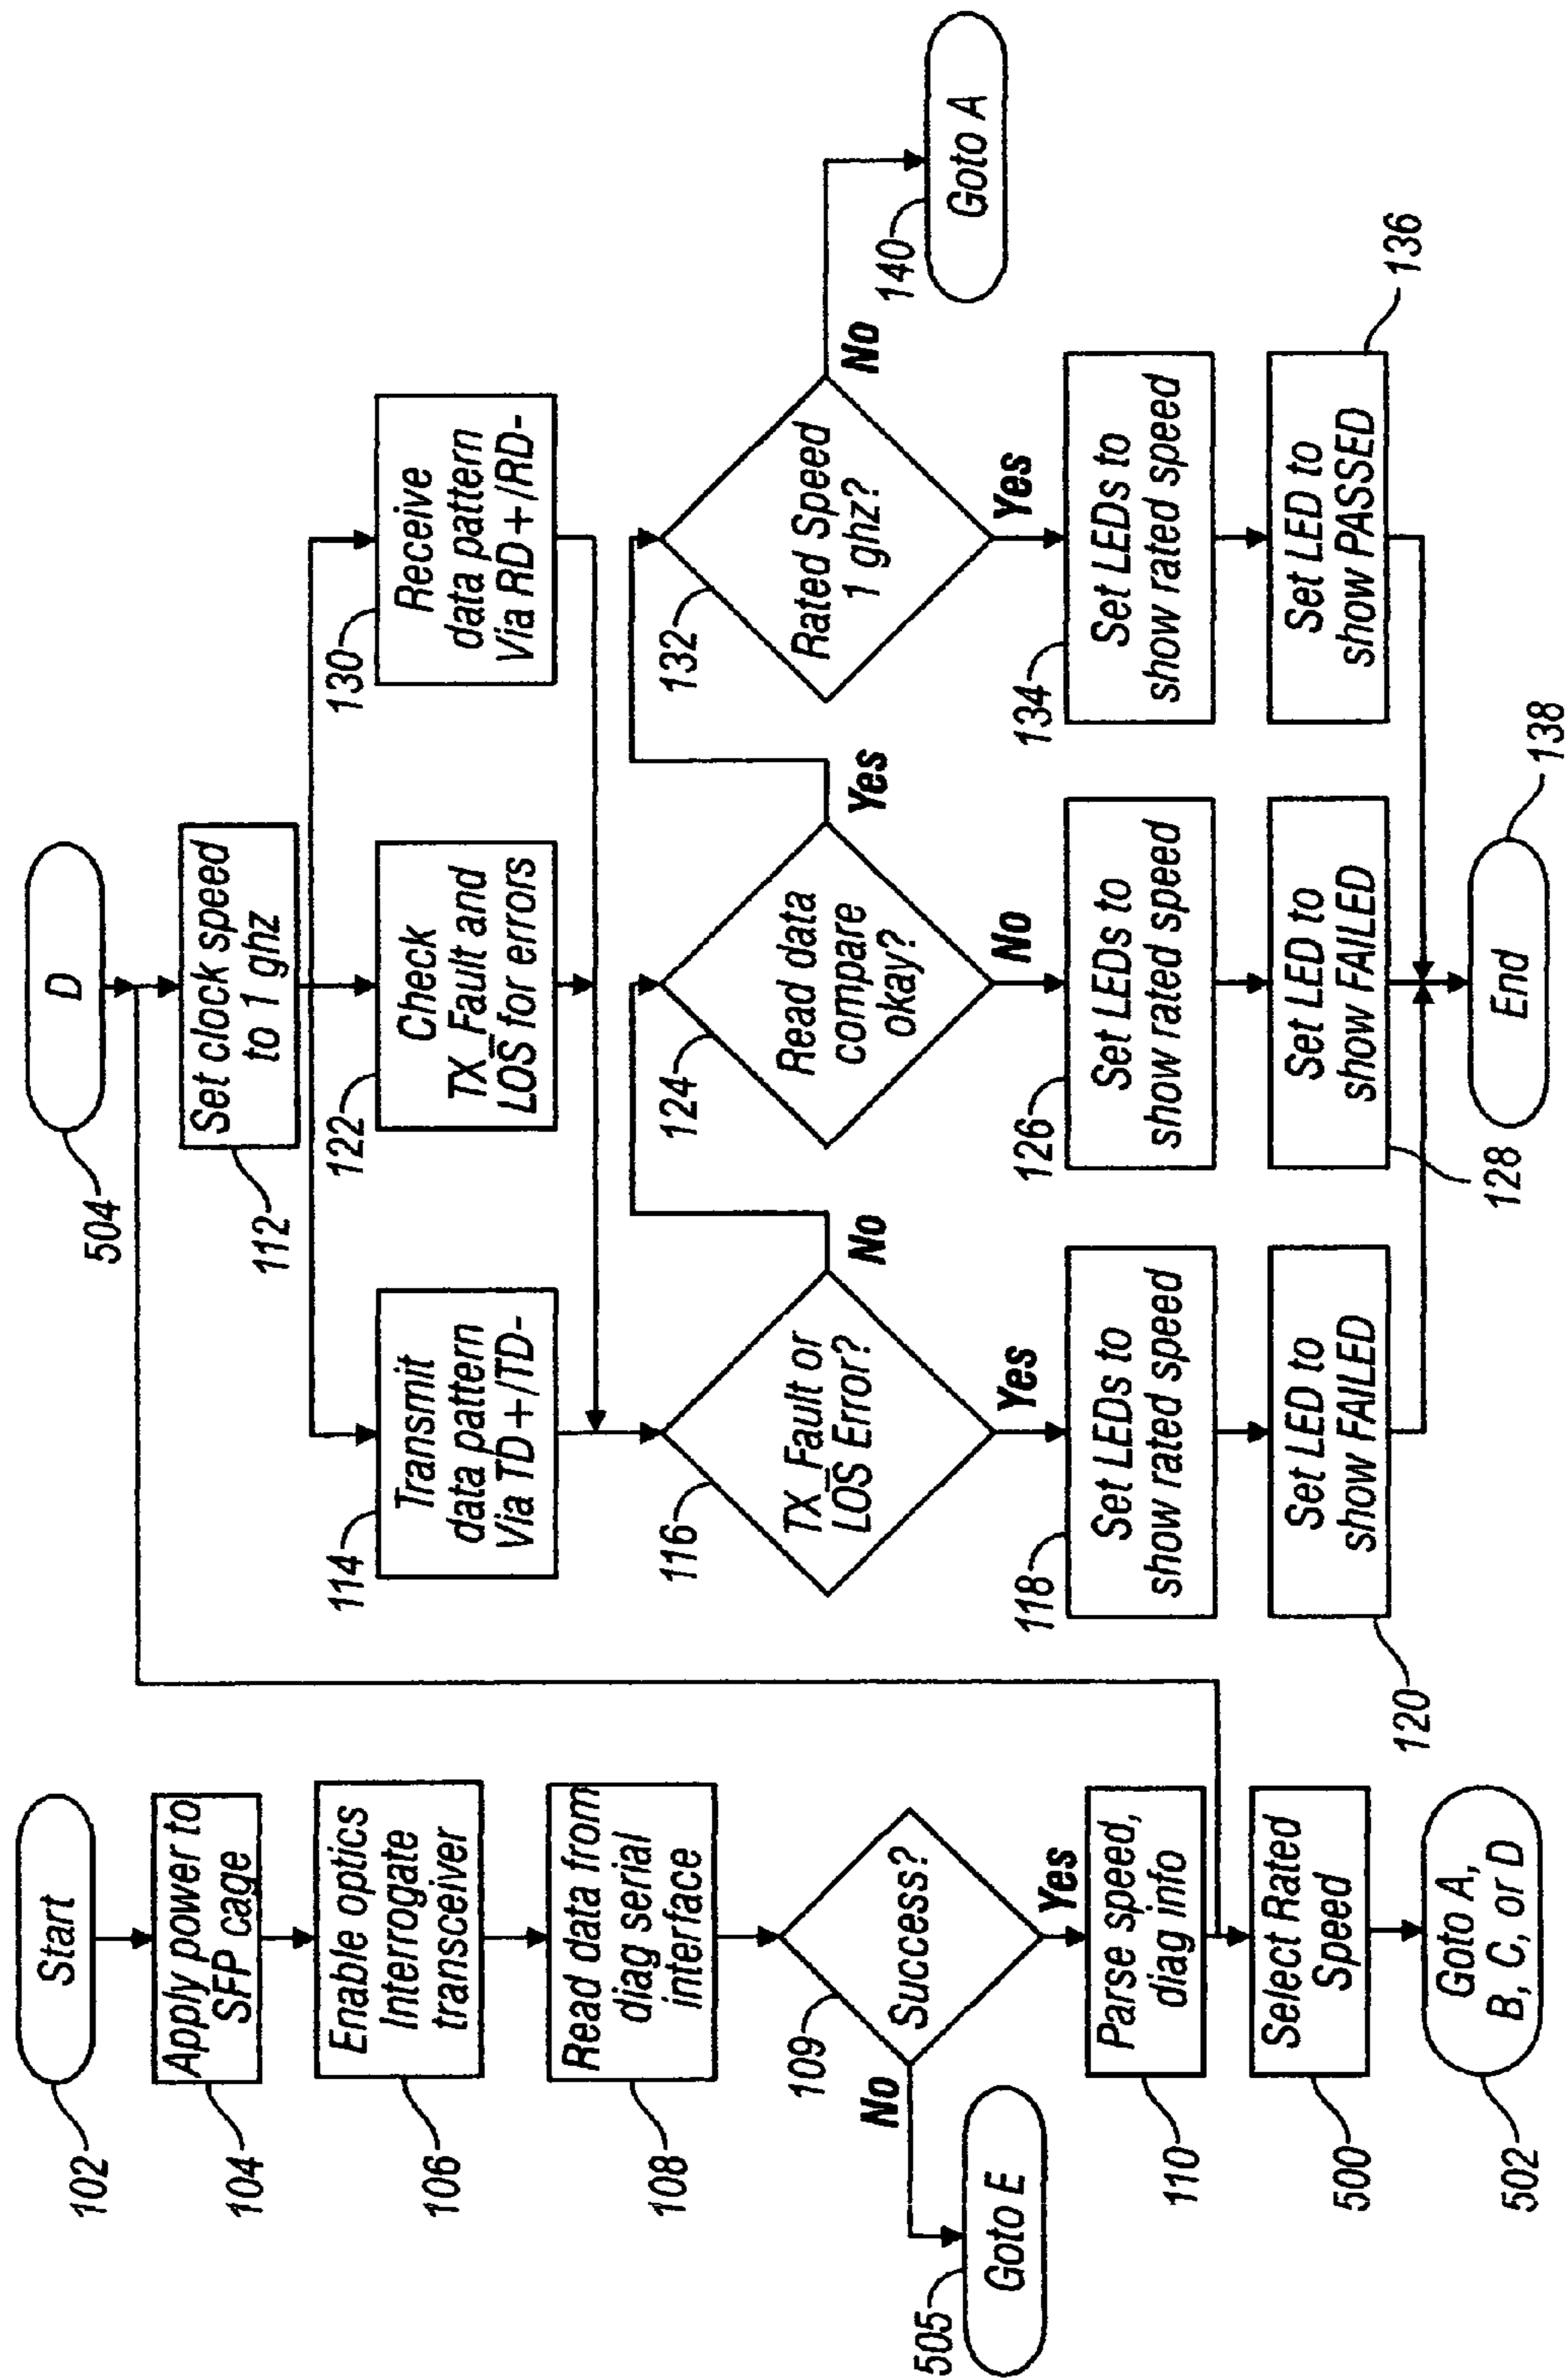 Start
102
Apply power to
SFP cage
104
Enable optics
Interrogate
transceiver
106
Read data from
diag serial
interface
108
Success?
109
No
Yes
Goto E
505
Parse speed,
diag info
110
Select Rated
Speed
500
Goto A,
B, C, or D
502
D
504
Set clock speed
to 1 ghz
112
Transmit
data pattern
Via TD+/TD-
114
Check
TX_Fault and
LOS for errors
122
Receive
data pattern
Via RD+/RD-
130
TX_Fault or
LOS Error?
116
No
Yes
Read data
compare
okay?
124
Yes
No
Rated Speed
1 ghz?
132
No
Yes
Goto A
140
Set LEDs to
show rated speed
118
Set LEDs to
show rated speed
126
Set LEDs to
show rated speed
134
Set LED to
show FAILED
120
Set LED to
show FAILED
128
Set LED to
show PASSED
136
End
138